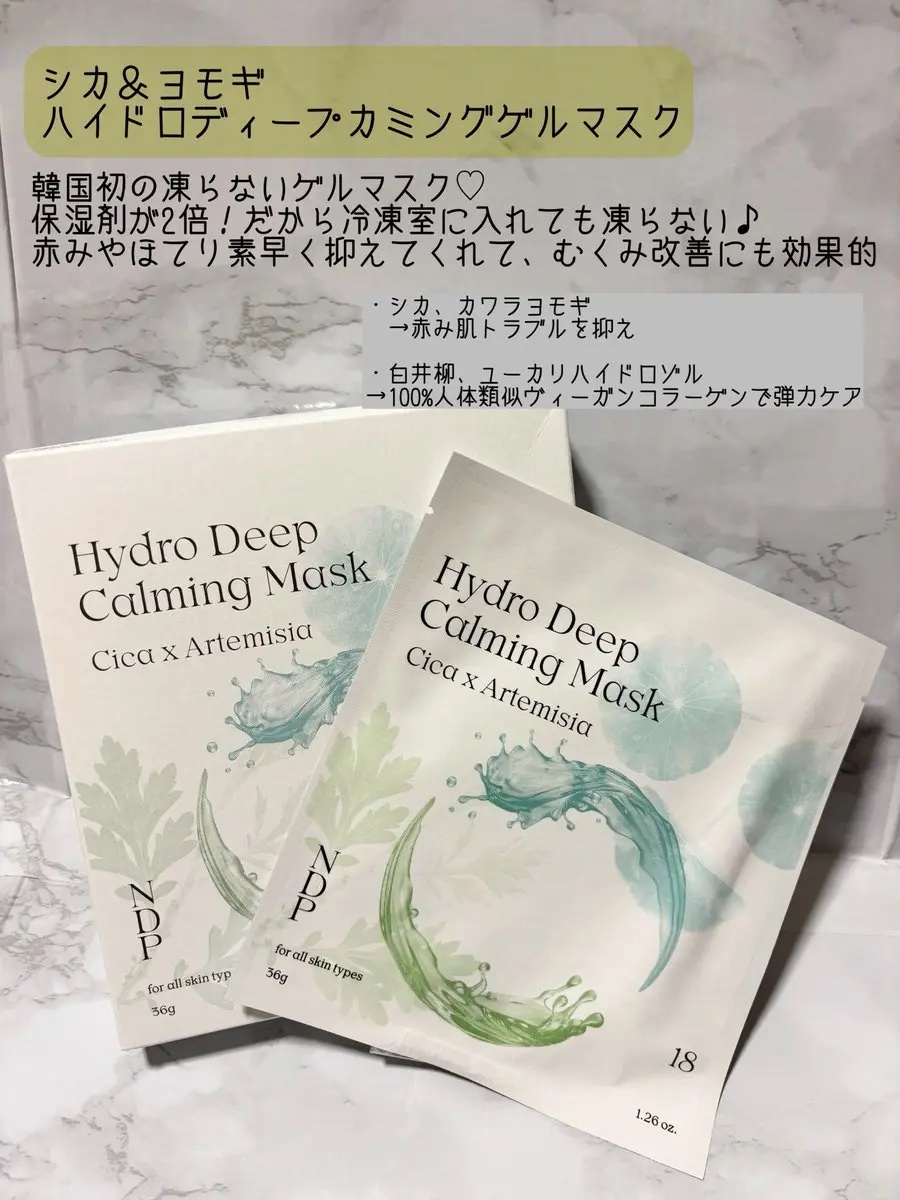 シカ&ヨモギ
ハイドロディープカミングゲルマスク
韓国初の凍らないゲルマスク♡
保湿剤が2倍！だから冷凍室に入れても凍らない♪
赤みやほてり素早く抑えてくれて、むくみ改善にも効果的
・シカ、カワラヨモギ
→赤み肌トラブルを抑え
・白井柳、ユーカリハイドロゾル
→100%人体類似ヴィーガンコラーゲンで弾力ケア
Hydro Deep
Calming Mask
Cica x Artemisia
NDP
for all skin typ
36g
Hydro Deep
Calming Mask
Cica x Artemisia
NDP
for all skin types
36g
18
1.26 oz.